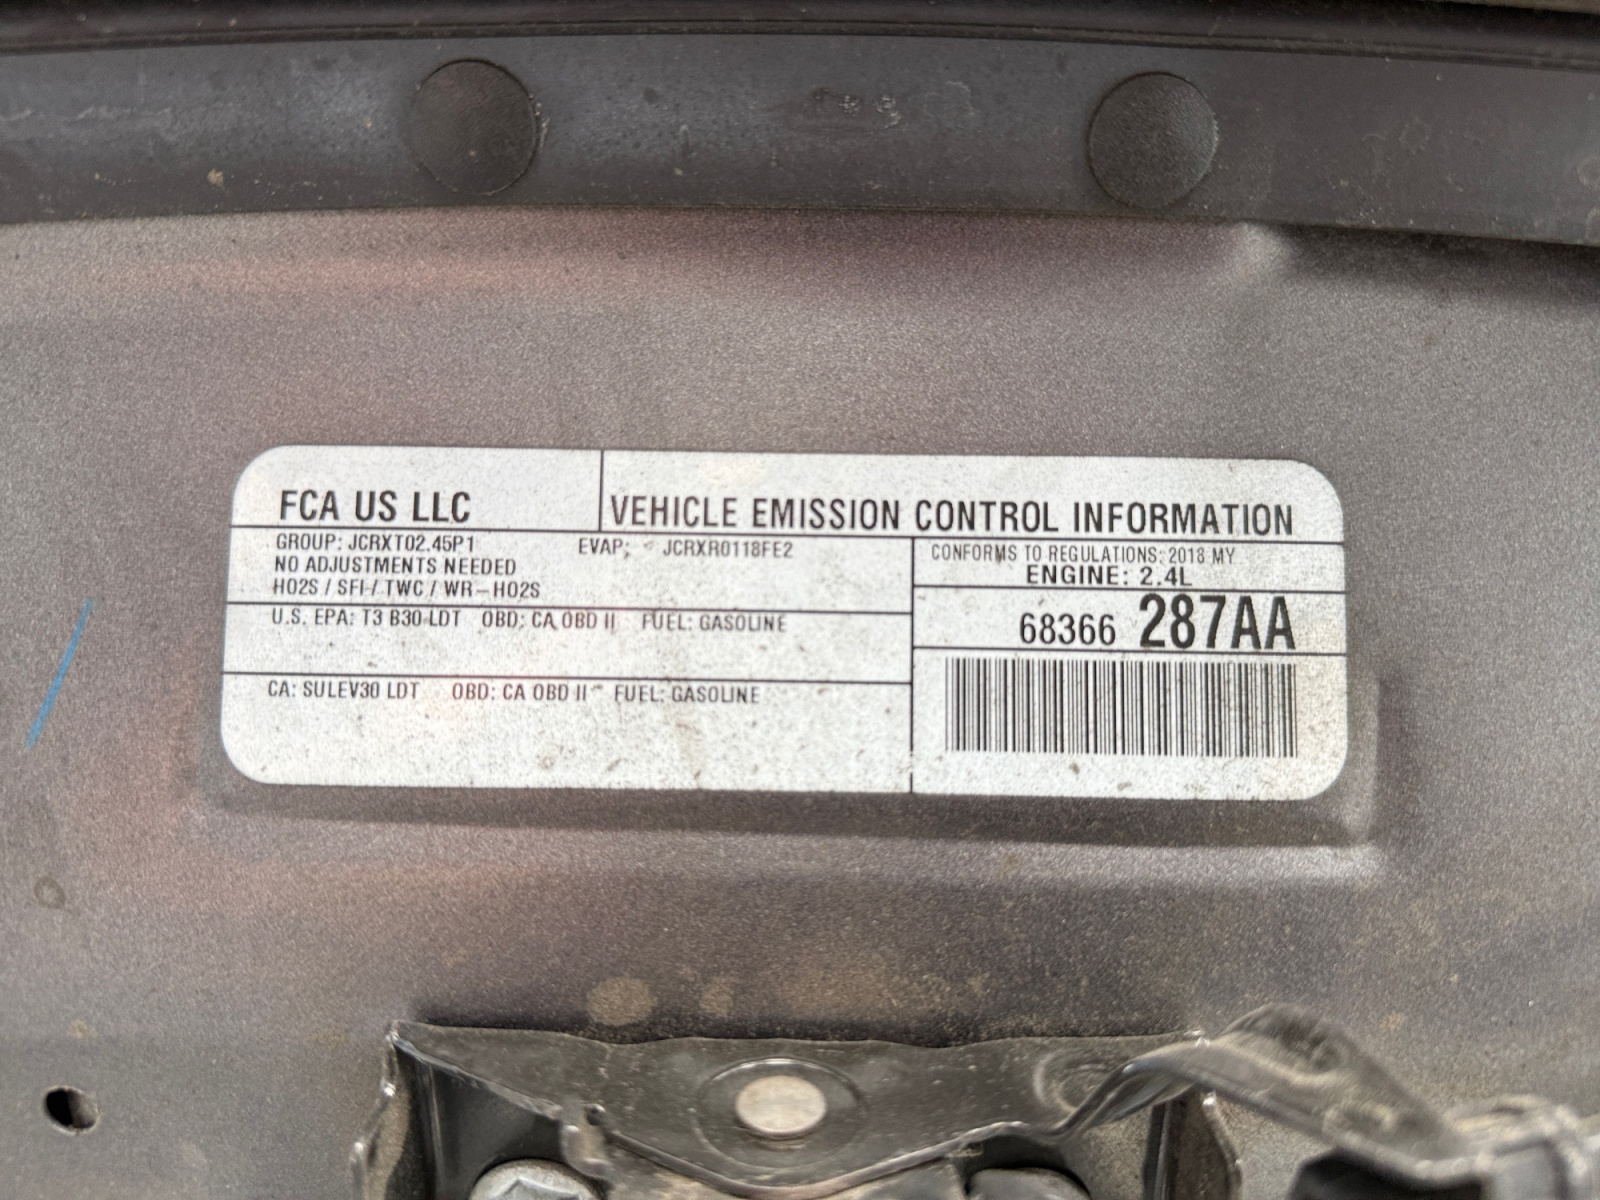 FCA US LLC
VEHICLE EMISSION CONTROL INFORMATION
GROUP: JCRXT02.45P1 EVAP: JCRXR0118FE2
NO ADJUSTMENTS NEEDED
HO2S / SFI / TWC / WR-HO2S
CONFORMS TO REGULATIONS: 2018 MY
ENGINE: 2.4L
U.S. EPA: T3 B30 LDT OBD: CA OBD II FUEL: GASOLINE
68366 287AA
CA: SULEV30 LDT OBD: CA OBD II FUEL: GASOLINE